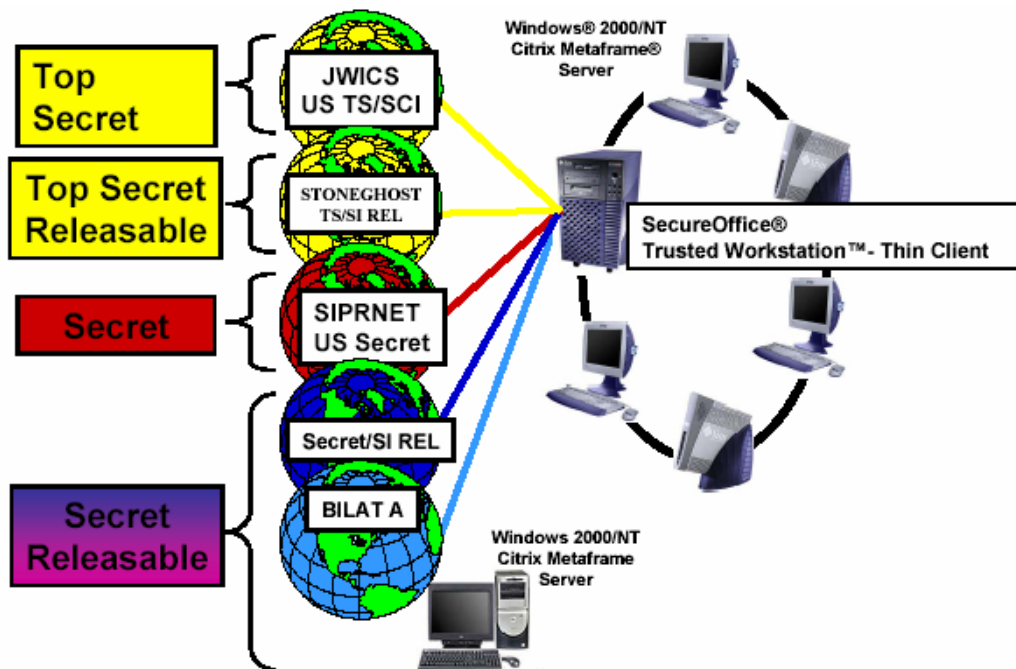 Top
Secret
Top Secret
Releasable
Secret
Secret
Releasable
JWICS
US TS/SCI
STONEGHOST
TS/SI REL
SIPRNET
US Secret
Secret/SI REL
BILAT A
Windows® 2000/NT
Citrix Metaframe®
Server
SecureOffice®
Trusted Workstation™- Thin Client
Windows 2000/NT
Citrix Metaframe
Server